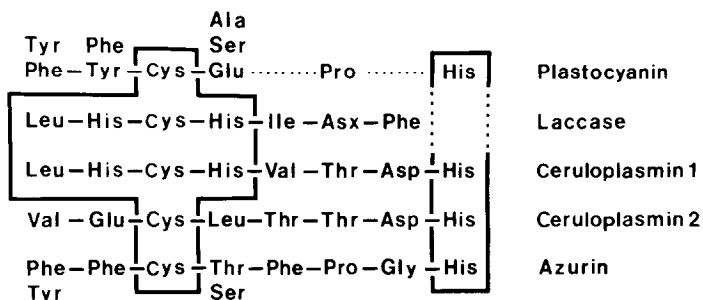 Ala
Tyr Phe Ser
Phe–Tyr–Cys–Glu········Pro········His Plastocyanin
Leu–His–Cys–His–Ile–Asx–Phe Laccase
Leu–His–Cys–His–Val–Thr–Asp–His Ceruloplasmin 1
Val–Glu–Cys–Leu–Thr–Thr–Asp–His Ceruloplasmin 2
Phe–Phe–Cys–Thr–Phe–Pro–Gly–His Azurin
Tyr Ser